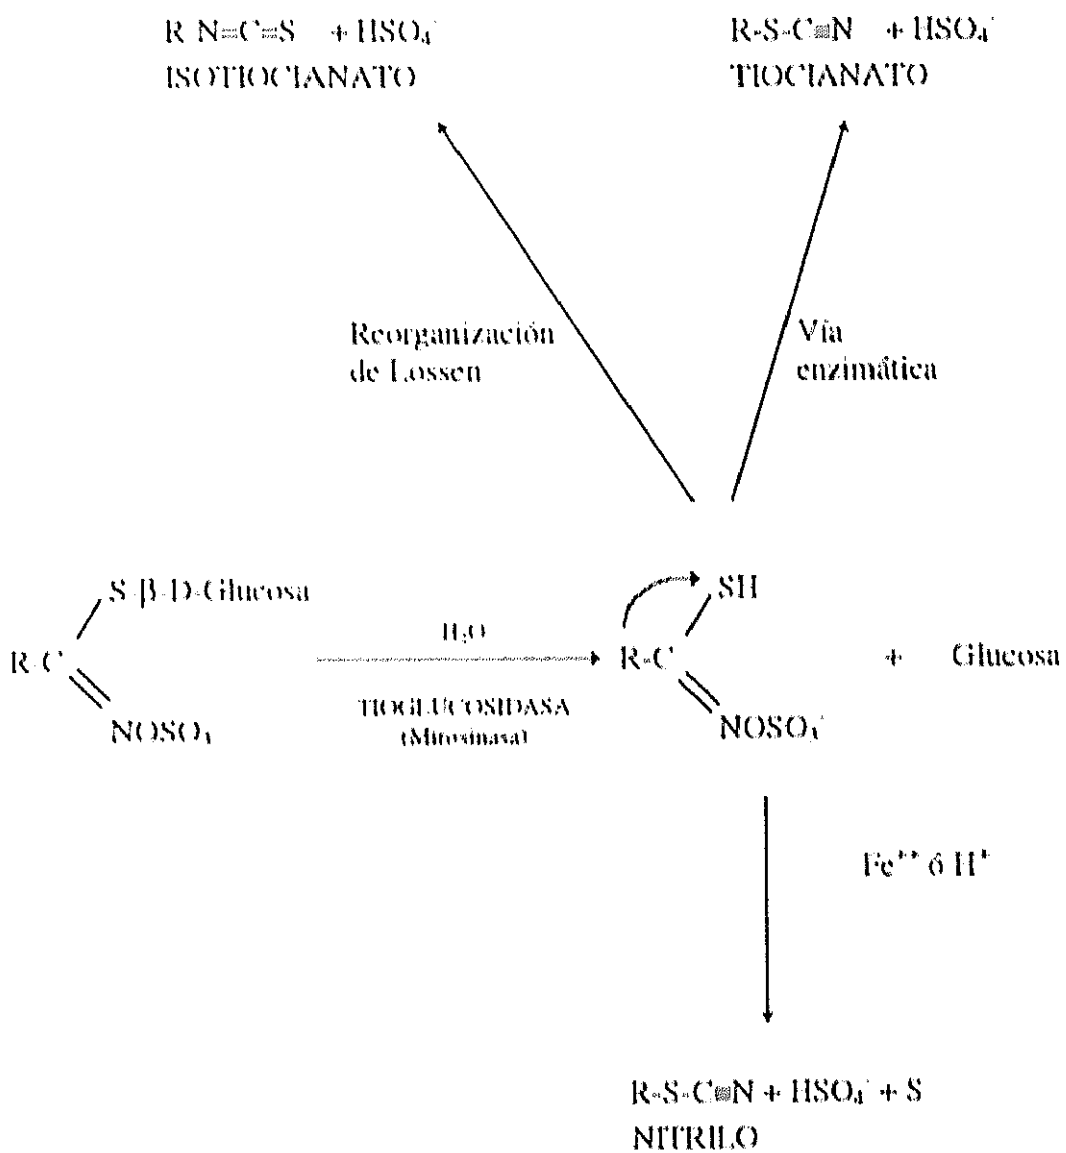 R N=C=S + HSO₄⁻
ISOTIOCIANATO
R-S-C≡N + HSO₄⁻
TIOCIANATO
Reorganización
de Lossen
Vía
enzimática
S-β-D-Glucosa
R-C
NOSO₃
H₂O
TIOGLUCOSIDASA
(Mirosinasa)
SH
R-C
NOSO₃⁻
+ Glucosa
Fe⁺⁺ ó H⁺
R-S-C≡N + HSO₄⁻ + S
NITRILO